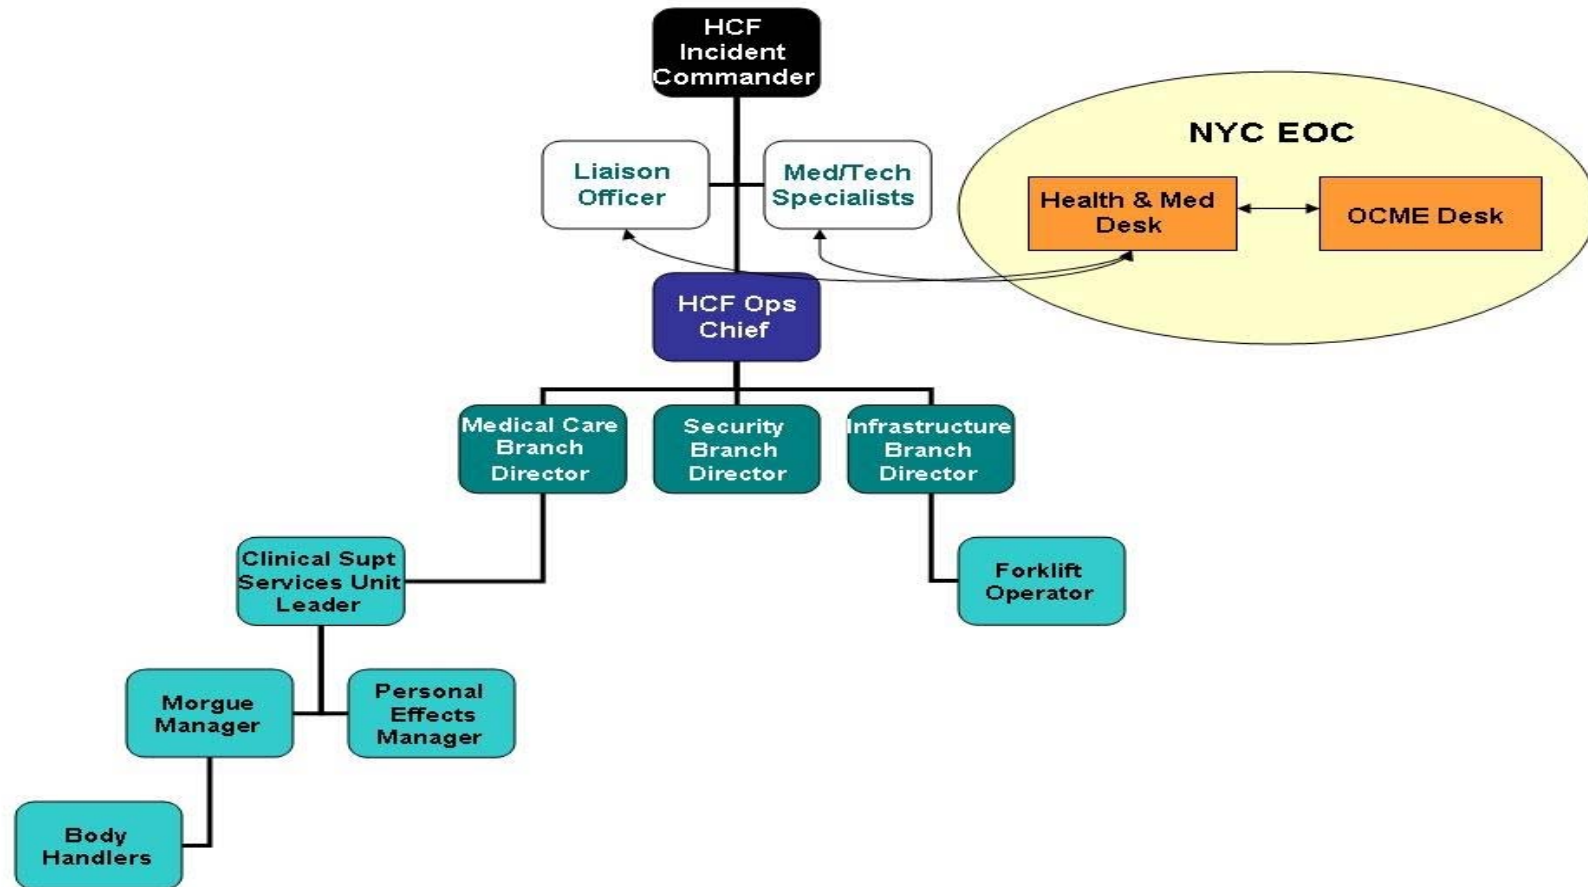 HCF
Incident
Commander
NYC EOC
Liaison
Officer
Med/Tech
Specialists
Health & Med
Desk
OCME Desk
HCF Ops
Chief
Medical Care
Branch
Director
Security
Branch
Director
Infrastructure
Branch
Director
Clinical Supt
Services Unit
Leader
Forklift
Operator
Morgue
Manager
Personal
Effects
Manager
Body
Handlers